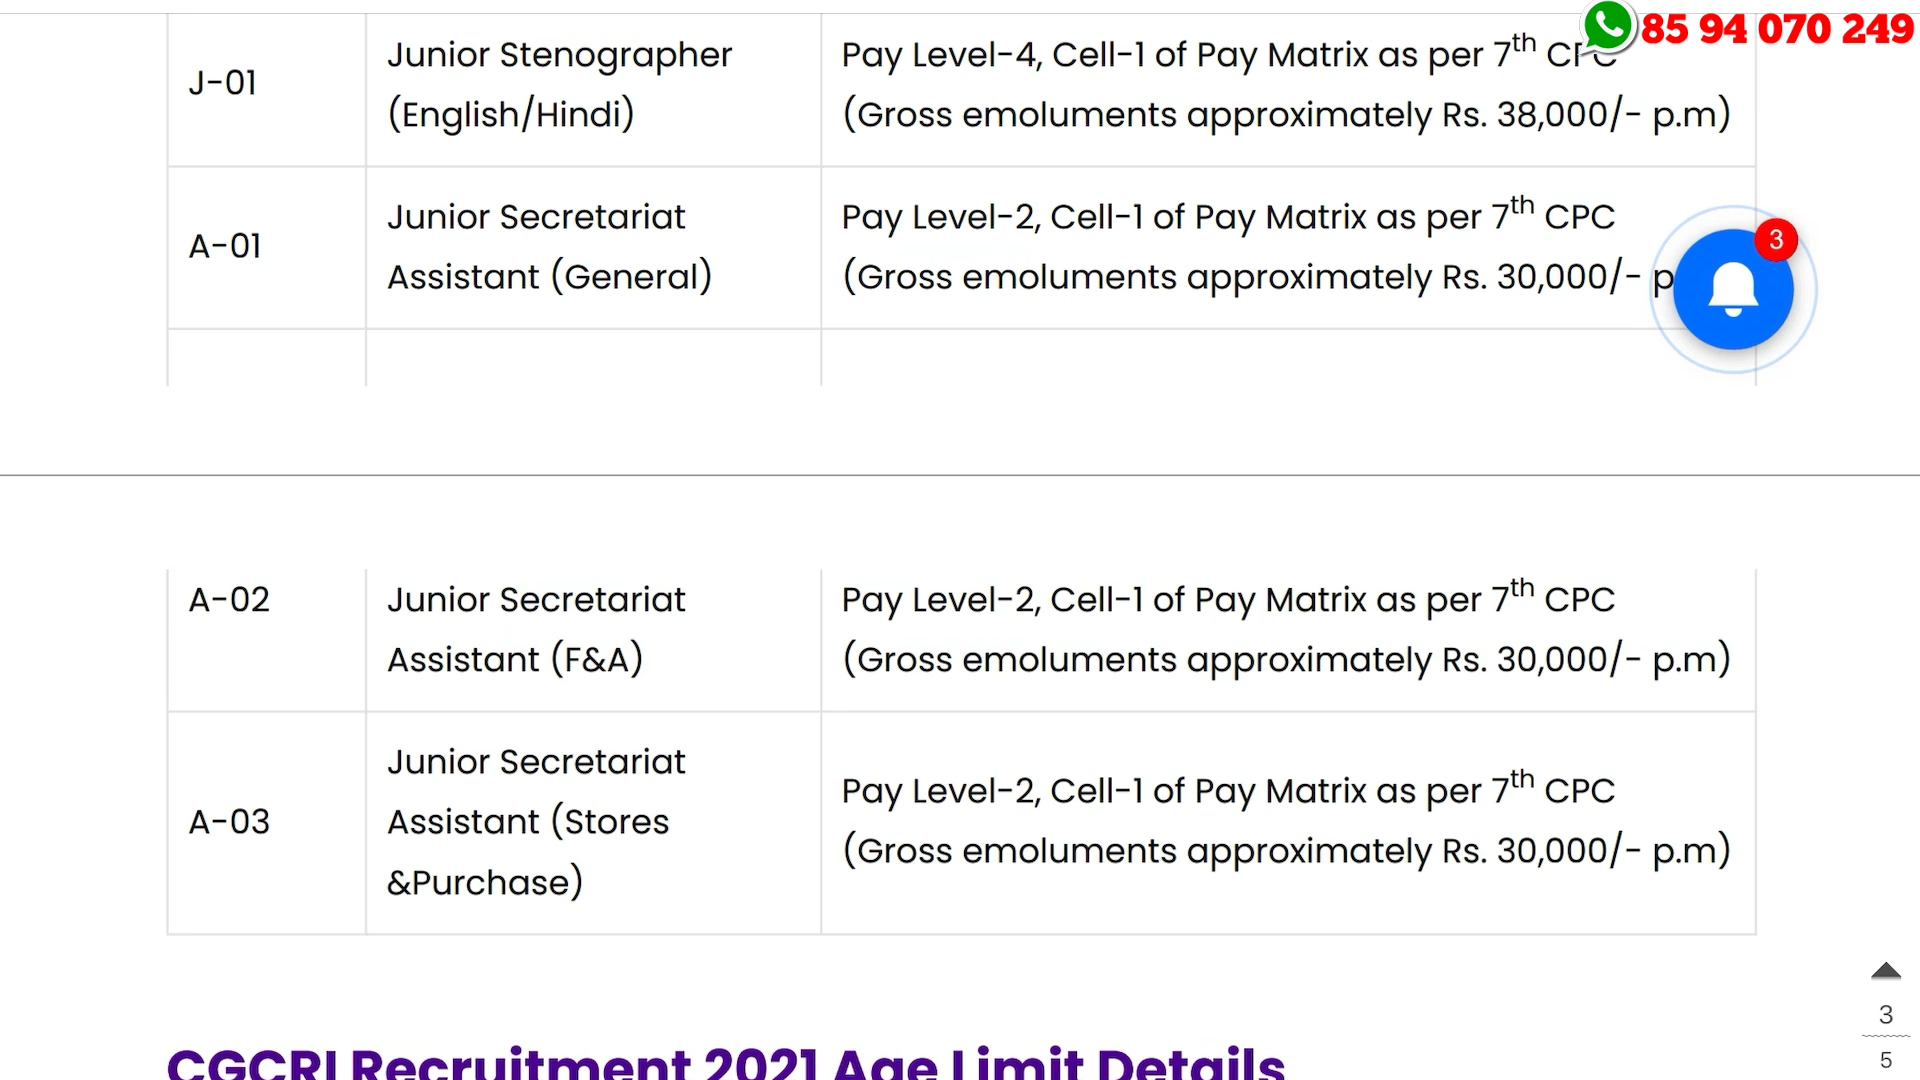 85 94 070 249
J-01
Junior Stenographer
(English/Hindi)
Pay Level-4, Cell-1 of Pay Matrix as per 7th CPC
(Gross emoluments approximately Rs. 38,000/- p.m)
A-01
Junior Secretariat
Assistant (General)
Pay Level-2, Cell-1 of Pay Matrix as per 7th CPC
(Gross emoluments approximately Rs. 30,000/- p
3
A-02
Junior Secretariat
Assistant (F&A)
Pay Level-2, Cell-1 of Pay Matrix as per 7th CPC
(Gross emoluments approximately Rs. 30,000/- p.m)
A-03
Junior Secretariat
Assistant (Stores
&Purchase)
Pay Level-2, Cell-1 of Pay Matrix as per 7th CPC
(Gross emoluments approximately Rs. 30,000/- p.m)
CGCRI Recruitment 2021 Age Limit Details
3
5